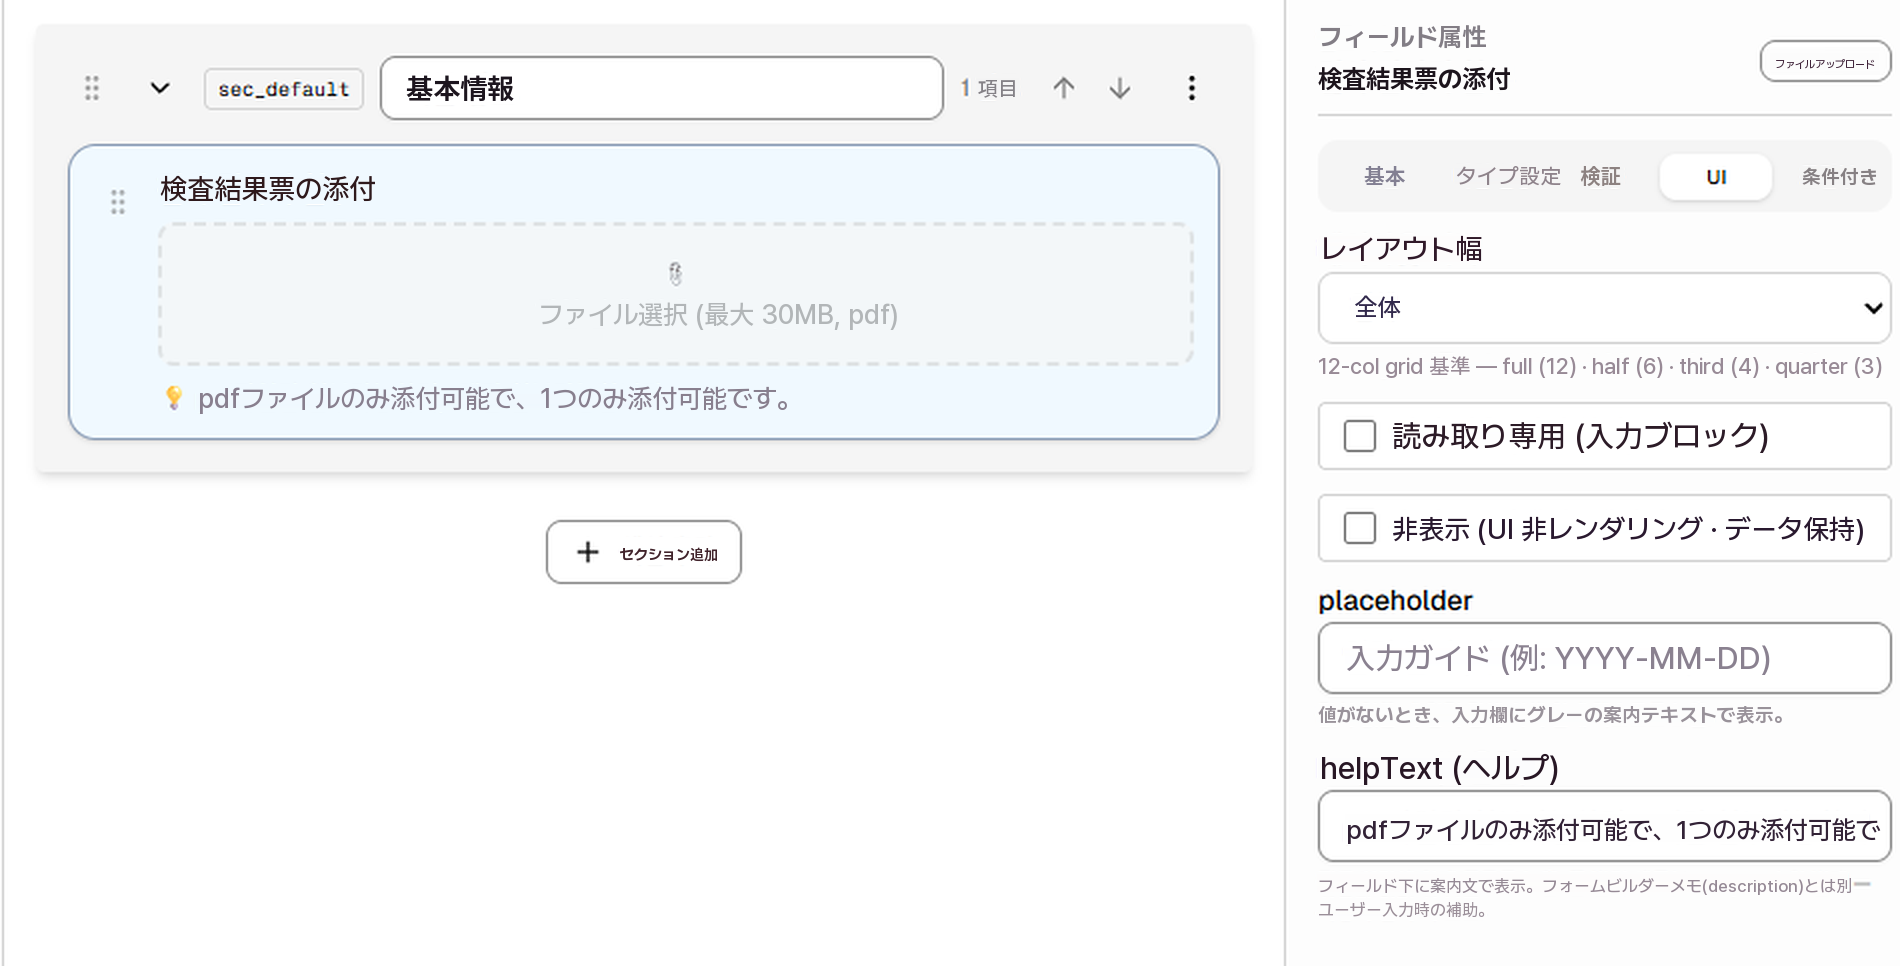 sec_default
基本情報
1 項目
検査結果票の添付
ファイル選択 (最大 30MB, pdf)
pdfファイルのみ添付可能で、1つのみ添付可能です。
セクション追加
フィールド属性
検査結果票の添付
ファイルアップロード
基本 タイプ設定 検証 UI 条件付き
レイアウト幅
全体
12-col grid 基準 — full (12) · half (6) · third (4) · quarter (3)
読み取り専用 (入力ブロック)
非表示 (UI 非レンダリング · データ保持)
placeholder
入力ガイド (例: YYYY-MM-DD)
値がないとき、入力欄にグレーの案内テキストで表示。
helpText (ヘルプ)
pdfファイルのみ添付可能で、1つのみ添付可能で
フィールド下に案内文で表示。フォームビルダーメモ(description)とは別—
ユーザー入力時の補助。